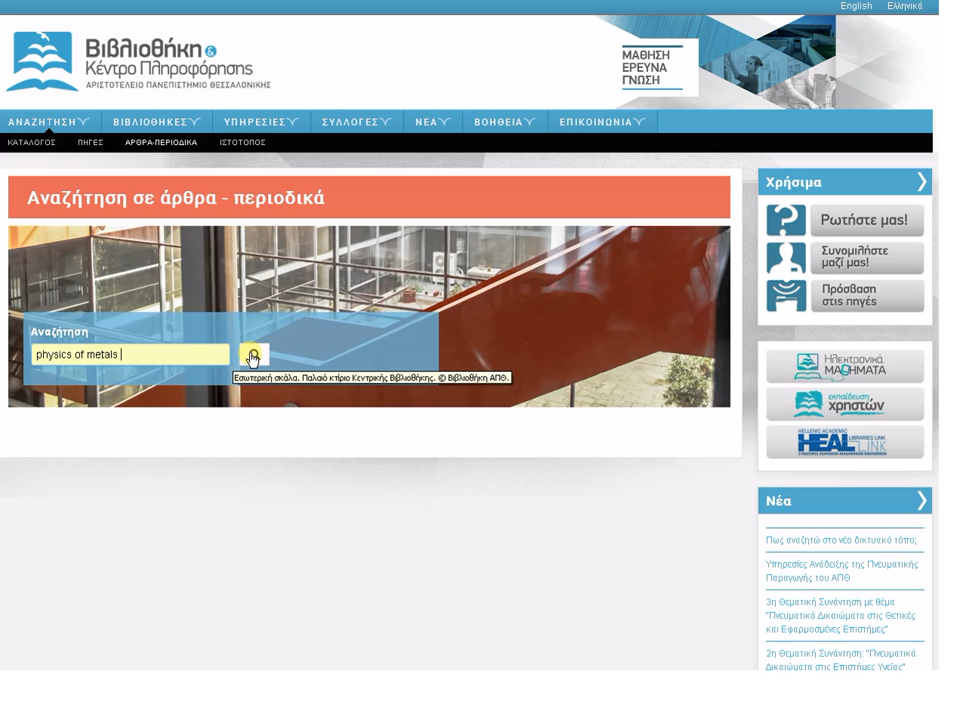 English Ελληνικά
Βιβλιοθήκη &
Κέντρο Πληροφόρησης
ΑΡΙΣΤΟΤΕΛΕΙΟ ΠΑΝΕΠΙΣΤΗΜΙΟ ΘΕΣΣΑΛΟΝΙΚΗΣ
ΜΑΘΗΣΗ
ΕΡΕΥΝΑ
ΓΝΩΣΗ
ΑΝΑΖΗΤΗΣΗ ΒΙΒΛΙΟΘΗΚΕΣ ΥΠΗΡΕΣΙΕΣ ΣΥΛΛΟΓΕΣ ΝΕΑ ΒΟΗΘΕΙΑ ΕΠΙΚΟΙΝΩΝΙΑ
ΚΑΤΑΛΟΓΟΣ ΠΗΓΕΣ ΑΡΘΡΑ-ΠΕΡΙΟΔΙΚΑ ΙΣΤΟΤΟΠΟΣ
Αναζήτηση σε άρθρα - περιοδικά
Αναζήτηση
physics of metals
Εσωτερική σκάλα. Παλαιό κτίριο Κεντρικής Βιβλιοθήκης. © Βιβλιοθήκη ΑΠΘ.
Χρήσιμα
Ρωτήστε μας!
Συνομιλήστε
μαζί μας!
Πρόσβαση
στις πηγές
Ηλεκτρονικά
ΜΑΘΗΜΑΤΑ
εκπαίδευση
χρηστών
HELLENIC ACADEMIC
HEAL LIBRARIES LINK
LINK
Νέα
Πως αναζητώ στο νέο δικτυακό τόπο;
Υπηρεσίες Ανάδειξης της Πνευματικής
Παραγωγής του ΑΠΘ
3η Θεματική Συνάντηση με θέμα
"Πνευματικά Δικαιώματα στις Θετικές
και Εφαρμοσμένες Επιστήμες"
2η Θεματική Συνάντηση: "Πνευματικά
Δικαιώματα στις Επιστήμες Υγείας"